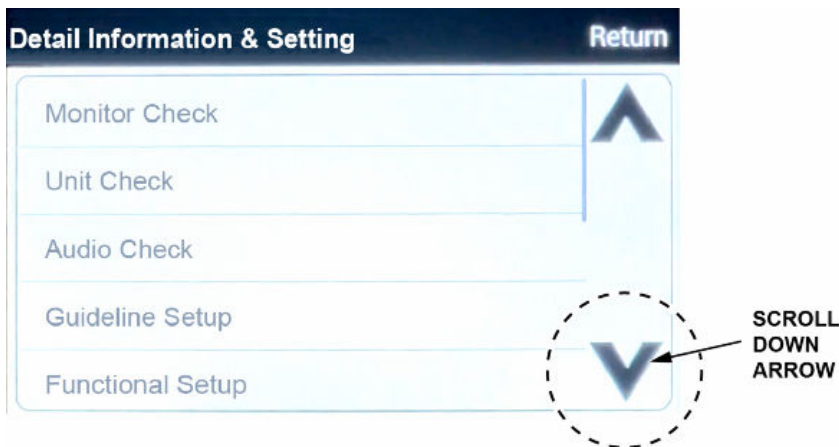 Detail Information & Setting Return
Monitor Check
Unit Check
Audio Check
Guideline Setup
Functional Setup
SCROLL
DOWN
ARROW